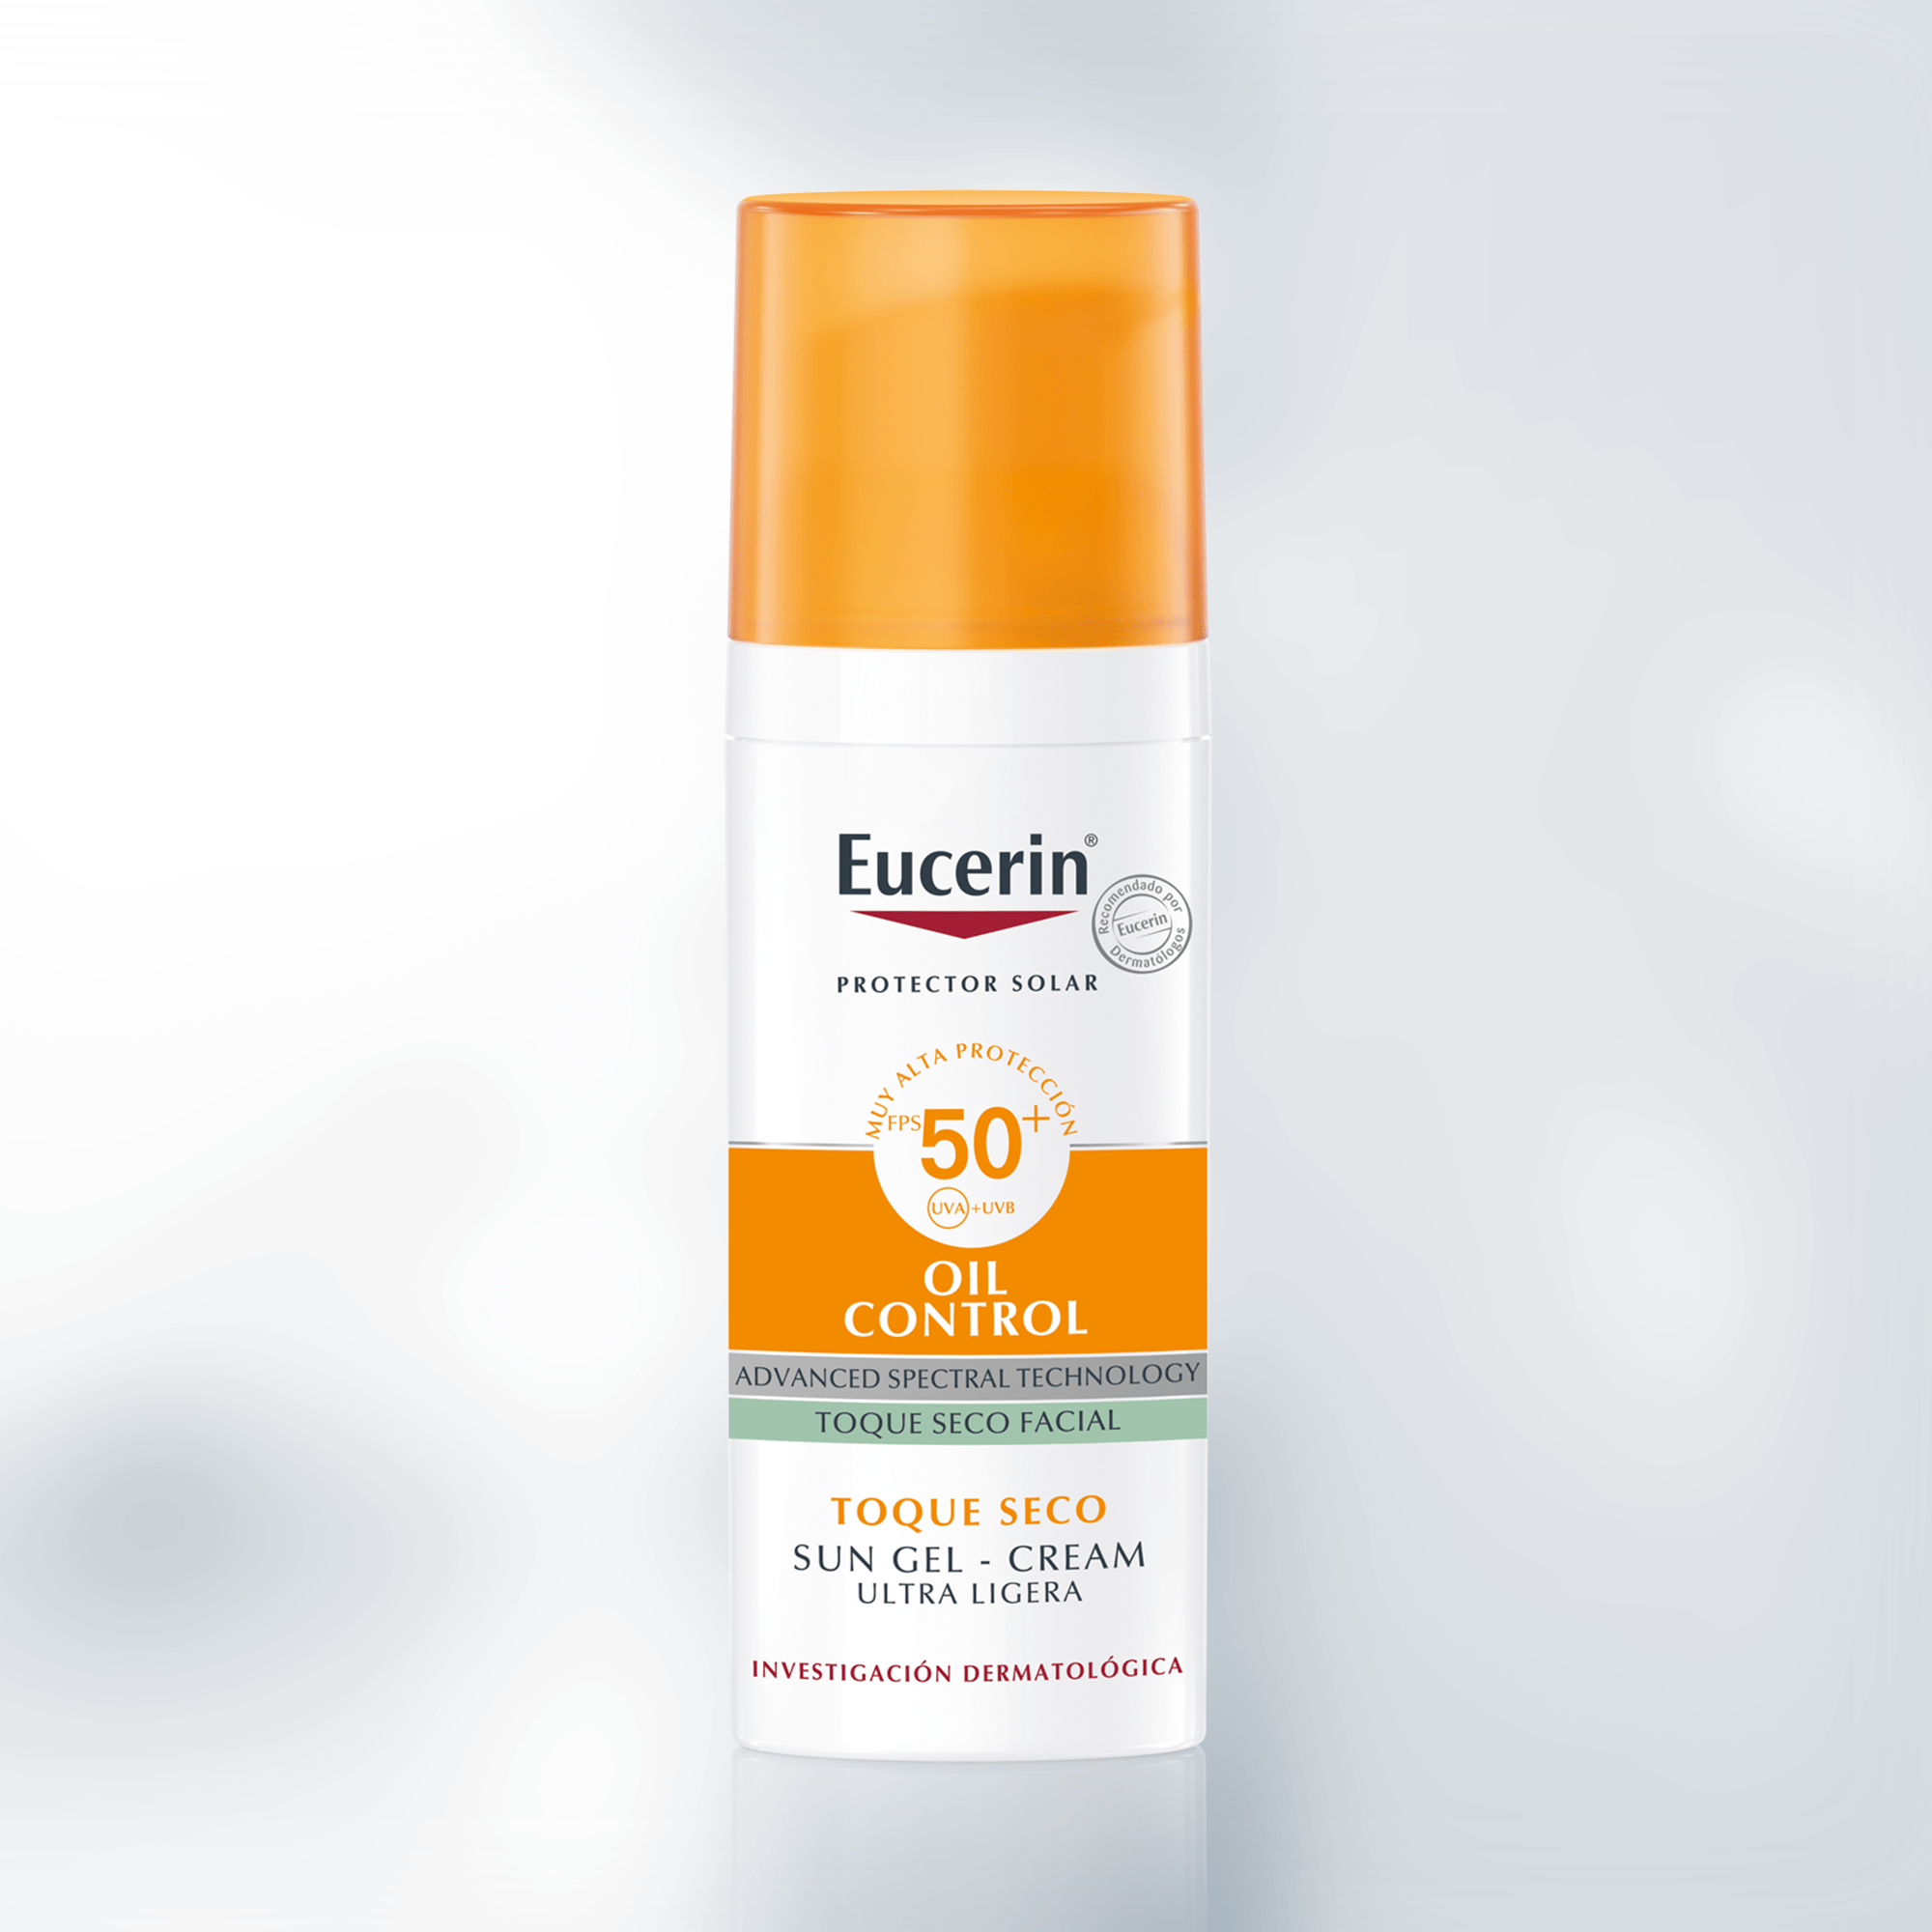 Eucerin®
Recomendado por
Eucerin
Dermatólogos
PROTECTOR SOLAR
MUY ALTA PROTECCIÓN
FPS 50+
UVA+UVB
OIL
CONTROL
ADVANCED SPECTRAL TECHNOLOGY
TOQUE SECO FACIAL
TOQUE SECO
SUN GEL - CREAM
ULTRA LIGERA
INVESTIGACIÓN DERMATOLÓGICA